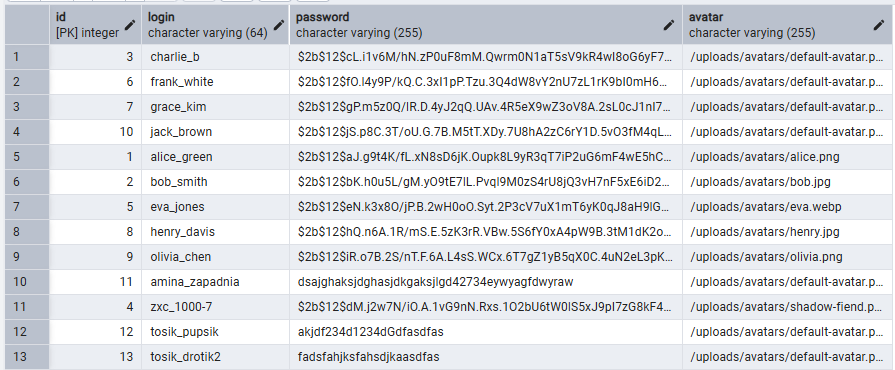 id login password avatar
[PK] integer character varying (64) character varying (255) character varying (255)
1 3 charlie_b $2b$12$cL.i1v6M/hN.zP0uF8mM.Qwrm0N1aT5sV9kR4wI8oG6yF7... /uploads/avatars/default-avatar.p...
2 6 frank_white $2b$12$fO.l4y9P/kQ.C.3xI1pP.Tzu.3Q4dW8vY2nU7zL1rK9bI0mH6... /uploads/avatars/default-avatar.p...
3 7 grace_kim $2b$12$gP.m5z0Q/lR.D.4yJ2qQ.UAv.4R5eX9wZ3oV8A.2sL0cJ1nI7... /uploads/avatars/default-avatar.p...
4 10 jack_brown $2b$12$jS.p8C.3T/oU.G.7B.M5tT.XDy.7U8hA2zC6rY1D.5vO3fM4qL... /uploads/avatars/default-avatar.p...
5 1 alice_green $2b$12$aJ.g9t4K/fL.xN8sD6jK.Oupk8L9yR3qT7iP2uG6mF4wE5hC... /uploads/avatars/alice.png
6 2 bob_smith $2b$12$bK.h0u5L/gM.yO9tE7lL.PvqI9M0zS4rU8jQ3vH7nF5xE6iD2... /uploads/avatars/bob.jpg
7 5 eva_jones $2b$12$eN.k3x8O/jP.B.2wH0oO.Syt.2P3cV7uX1mT6yK0qJ8aH9lG... /uploads/avatars/eva.webp
8 8 henry_davis $2b$12$hQ.n6A.1R/mS.E.5zK3rR.VBw.5S6fY0xA4pW9B.3tM1dK2o... /uploads/avatars/henry.jpg
9 9 olivia_chen $2b$12$iR.o7B.2S/nT.F.6A.L4sS.WCx.6T7gZ1yB5qX0C.4uN2eL3pK... /uploads/avatars/olivia.png
10 11 amina_zapadnia dsajghaksjdghasjdkgaksjlgd42734eywyagfdwyraw /uploads/avatars/default-avatar.p...
11 4 zxc_1000-7 $2b$12$dM.j2w7N/iO.A.1vG9nN.Rxs.1O2bU6tW0lS5xJ9pI7zG8kF4... /uploads/avatars/shadow-fiend.p...
12 12 tosik_pupsik akjdf234d1234dGdfasdfas /uploads/avatars/default-avatar.p...
13 13 tosik_drotik2 fadsfahjksfahsdjkaasdfas /uploads/avatars/default-avatar.p...